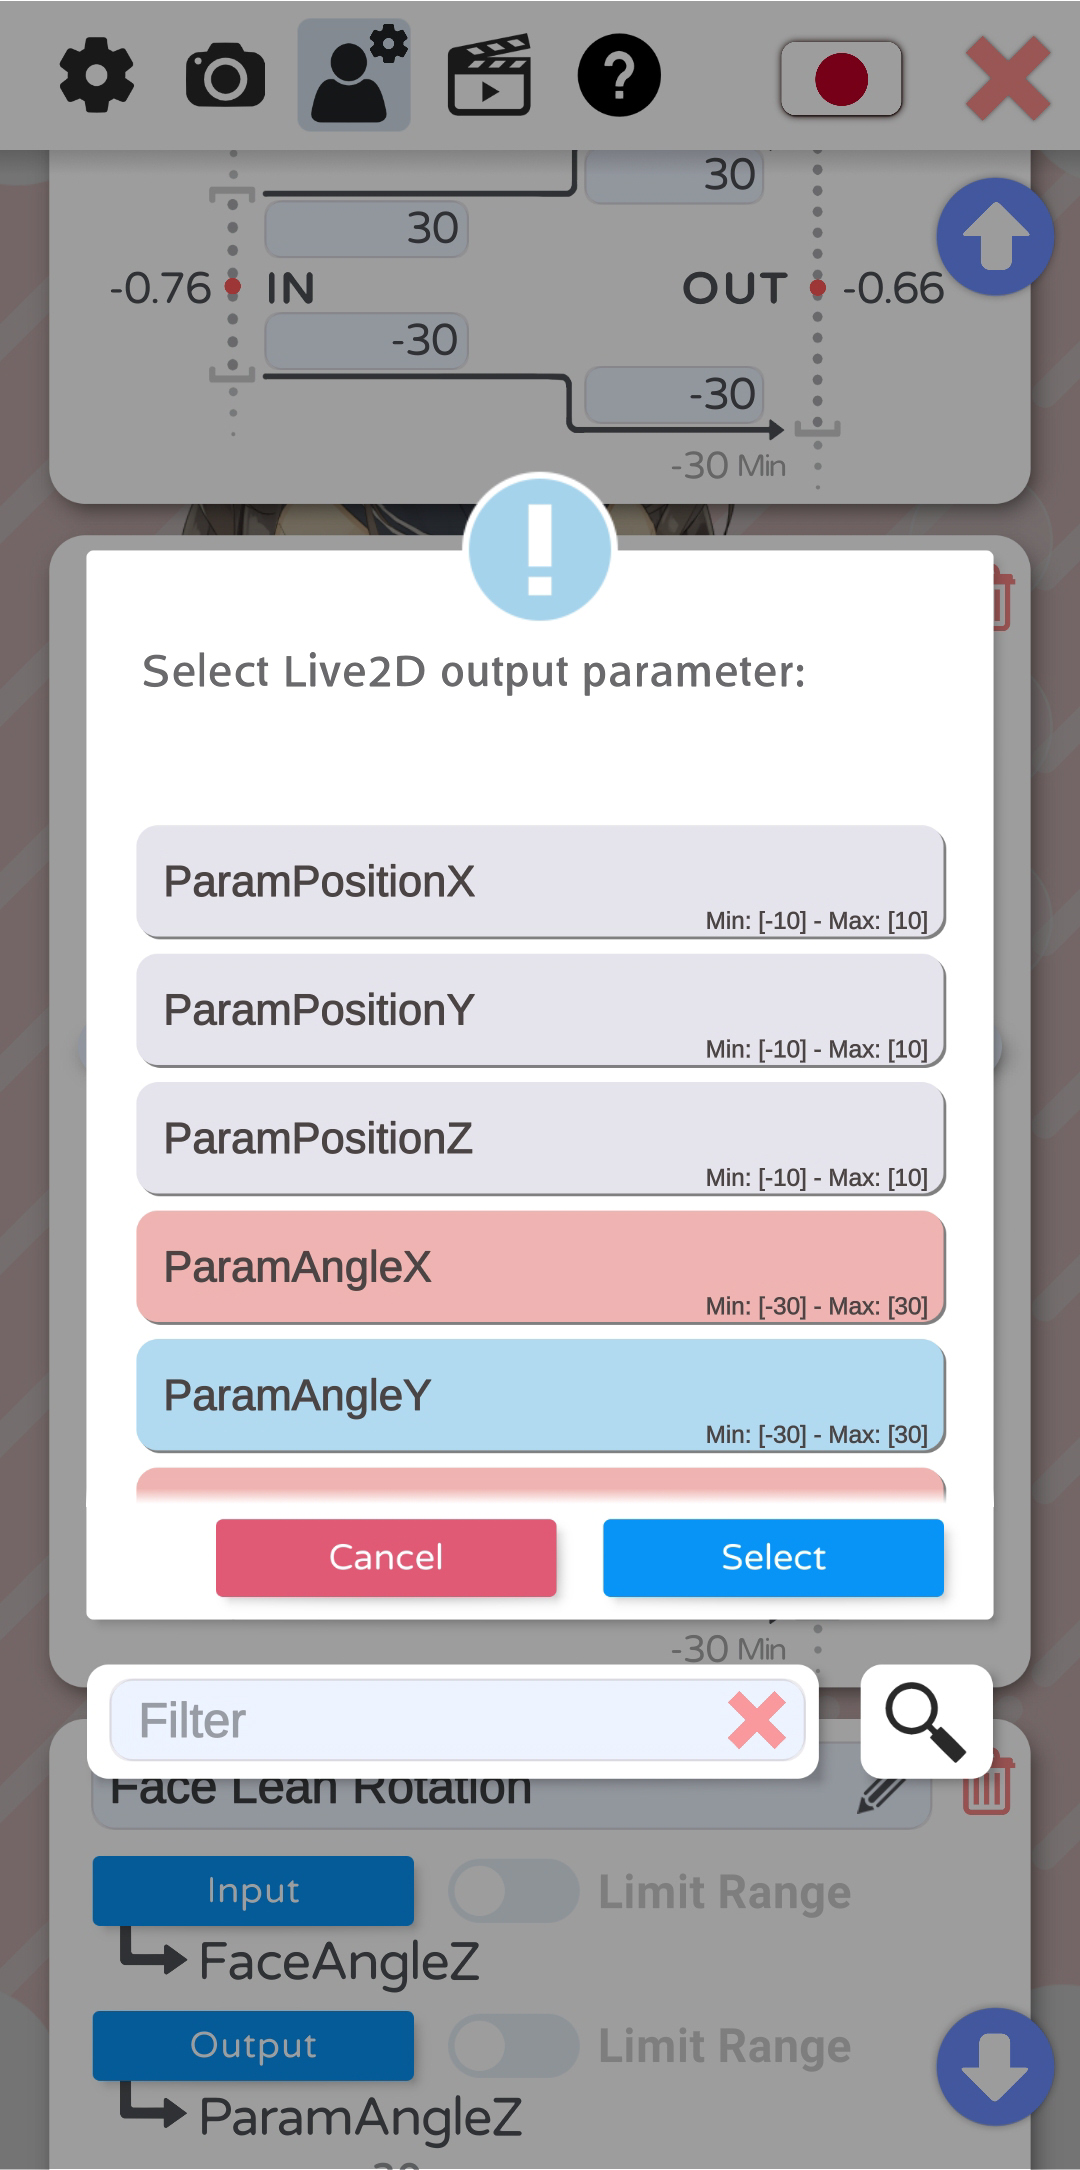 ?
30
30
-0.76 IN OUT -0.66
-30
-30
-30 Min
!
Select Live2D output parameter:
ParamPositionX
Min: [-10] - Max: [10]
ParamPositionY
Min: [-10] - Max: [10]
ParamPositionZ
Min: [-10] - Max: [10]
ParamAngleX
Min: [-30] - Max: [30]
ParamAngleY
Min: [-30] - Max: [30]
Cancel Select
-30 Min
Filter
Face Lean Rotation
Input Limit Range
FaceAngleZ
Output Limit Range
ParamAngleZ